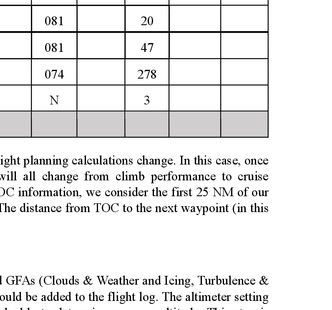 081 20
081 47
074 278
N 3
ight planning calculations change. In this case, once
will all change from climb performance to cruise
OC information, we consider the first 25 NM of our
The distance from TOC to the next waypoint (in this
GFAs (Clouds & Weather and Icing, Turbulence &
ould be added to the flight log. The altimeter setting